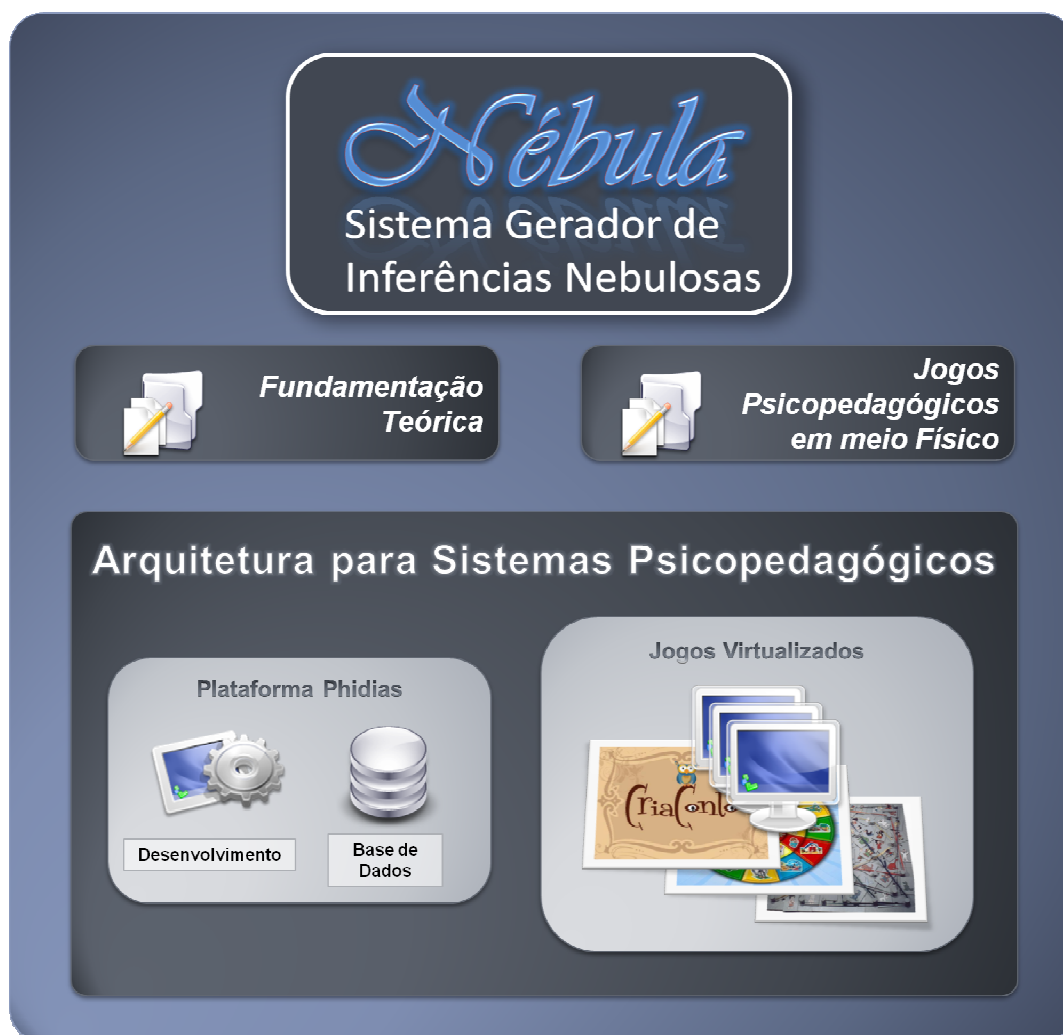 Nébula
Sistema Gerador de
Inferências Nebulosas
Fundamentação
Teórica
Jogos
Psicopedagógicos
em meio Físico
Arquitetura para Sistemas Psicopedagógicos
Plataforma Phidias
Desenvolvimento
Base de
Dados
Jogos Virtualizados